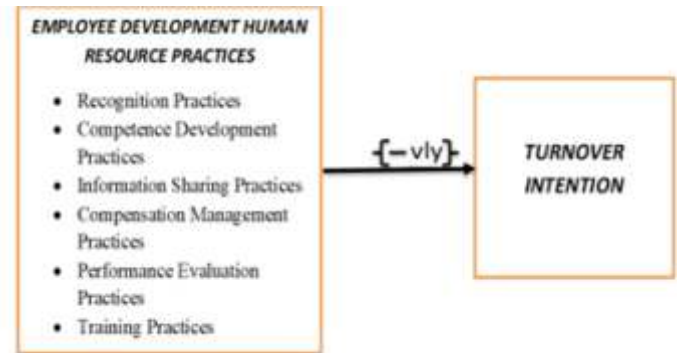 EMPLOYEE DEVELOPMENT HUMAN
RESOURCE PRACTICES
• Recognition Practices
• Competence Development
Practices
• Information Sharing Practices
• Compensation Management
Practices
• Performance Evaluation
Practices
• Training Practices
{– vly}
TURNOVER
INTENTION